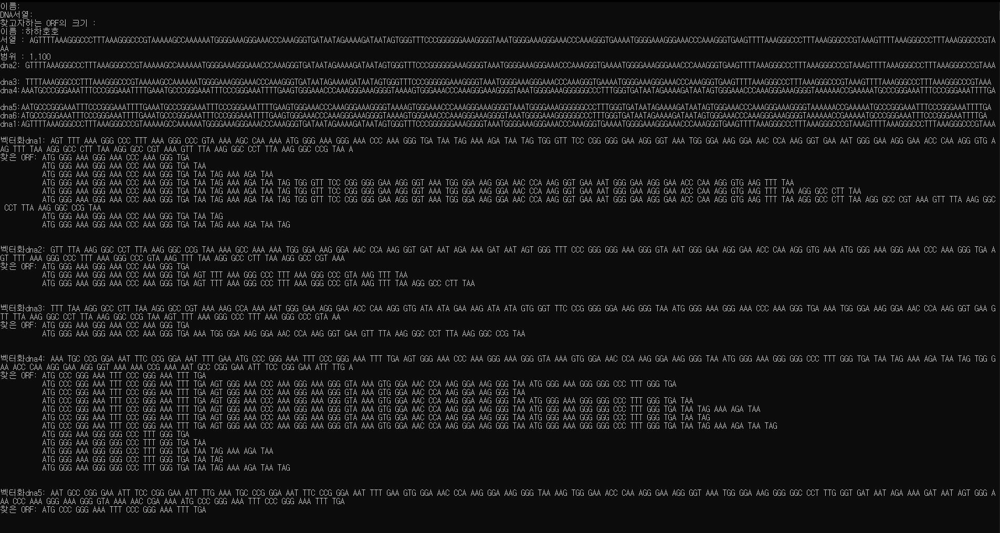 이름:
DNA서열:
찾고자하는 ORF의 크기 :
이름 :하하호호
서열 : AGTTTTAAAGGGCCCTTTAAAGGGCCCGTAAAAAGCCAAAAAATGGGGAAAGGGAAACCCAAAGGGTGATAATAGAAAAGATAATAGTGGGTTTCCCGGGGGGAAAGGGGTAAATGGGGAAAGGGAAACCCAAAGGGTGAAAATGGGGAAAGGGAAACCCAAAGGGTGAAGTTTTAAAGGGCCCTTTAAAGGGCCCGTAAAGTTTTAAAGGGCCCTTTAAAGGGCCCGTA
AA
범위 : 1,100
dna2: GTTTTAAAGGGCCCTTTAAAGGGCCCGTAAAAAGCCAAAAAATGGGGAAAGGGAAACCCAAAGGGTGATAATAGAAAAGATAATAGTGGGTTTCCCGGGGGGAAAGGGGTAAATGGGGAAAGGGAAACCCAAAGGGTGAAAATGGGGAAAGGGAAACCCAAAGGGTGAAGTTTTAAAGGGCCCTTTAAAGGGCCCGTAAAGTTTTAAAGGGCCCTTTAAAGGGCCCGTAAA
dna3: TTTTAAAGGGCCCTTTAAAGGGCCCGTAAAAAGCCAAAAAATGGGGAAAGGGAAACCCAAAGGGTGATAATAGAAAAGATAATAGTGGGTTTCCCGGGGGGAAAGGGGTAAATGGGGAAAGGGAAACCCAAAGGGTGAAAATGGGGAAAGGGAAACCCAAAGGGTGAAGTTTTAAAGGGCCCTTTAAAGGGCCCGTAAAGTTTTAAAGGGCCCTTTAAAGGGCCCGTAAA
dna4:AAATGCCCGGGAAATTTCCCGGGAAATTTTGAAATGCCCGGGAAATTTCCCGGGAAATTTTGAAGTGGGAAACCCAAAGGGAAAGGGGTAAAAGTGGGAAACCCAAAGGGAAAGGGGTAAATGGGGAAAGGGGGGCCCTTTGGGTGATAATAGAAAAGATAATAGTGGGAAACCCAAAGGGAAAGGGGTAAAAAACCGAAAAATGCCCGGGAAATTTCCCGGGAAATTTTGA
dna5:AATGCCCGGGAAATTTCCCGGGAAATTTTGAAATGCCCGGGAAATTTCCCGGGAAATTTTGAAGTGGGAAACCCAAAGGGAAAGGGGTAAAAGTGGGAAACCCAAAGGGAAAGGGGTAAATGGGGAAAGGGGGGCCCTTTGGGTGATAATAGAAAAGATAATAGTGGGAAACCCAAAGGGAAAGGGGTAAAAAACCGAAAAATGCCCGGGAAATTTCCCGGGAAATTTTGA
dna6:ATGCCCGGGAAATTTCCCGGGAAATTTTGAAATGCCCGGGAAATTTCCCGGGAAATTTTGAAGTGGGAAACCCAAAGGGAAAGGGGTAAAAGTGGGAAACCCAAAGGGAAAGGGGTAAATGGGGAAAGGGGGGCCCTTTGGGTGATAATAGAAAAGATAATAGTGGGAAACCCAAAGGGAAAGGGGTAAAAAACCGAAAAATGCCCGGGAAATTTCCCGGGAAATTTTGA
dna1:AGTTTTAAAGGGCCCTTTAAAGGGCCCGTAAAAAGCCAAAAAATGGGGAAAGGGAAACCCAAAGGGTGATAATAGAAAAGATAATAGTGGGTTTCCCGGGGGGAAAGGGGTAAATGGGGAAAGGGAAACCCAAAGGGTGAAAATGGGGAAAGGGAAACCCAAAGGGTGAAGTTTTAAAGGGCCCTTTAAAGGGCCCGTAAAGTTTTAAAGGGCCCTTTAAAGGGCCCGTAAA
벡터화dna1: AGT TTT AAA GGG CCC TTT AAA GGG CCC GTA AAA AGC CAA AAA ATG GGG AAA GGG AAA CCC AAA GGG TGA TAA TAG AAA AGA TAA TAG TGG GTT TCC CGG GGG GAA AGG GGT AAA TGG GGA AAG GGA AAC CCA AAG GGT GAA AAT GGG GAA AGG GAA ACC CAA AGG GTG A
AG TTT TAA AGG GCC CTT TAA AGG GCC CGT AAA GTT TTA AAG GGC CCT TTA AAG GGC CCG TAA A
찾은 ORF: ATG GGG AAA GGG AAA CCC AAA GGG TGA
ATG GGG AAA GGG AAA CCC AAA GGG TGA TAA
ATG GGG AAA GGG AAA CCC AAA GGG TGA TAA TAG AAA AGA TAA
ATG GGG AAA GGG AAA CCC AAA GGG TGA TAA TAG AAA AGA TAA TAG TGG GTT TCC CGG GGG GAA AGG GGT AAA TGG GGA AAG GGA AAC CCA AAG GGT GAA AAT GGG GAA AGG GAA ACC CAA AGG GTG AAG TTT TAA
ATG GGG AAA GGG AAA CCC AAA GGG TGA TAA TAG AAA AGA TAA TAG TGG GTT TCC CGG GGG GAA AGG GGT AAA TGG GGA AAG GGA AAC CCA AAG GGT GAA AAT GGG GAA AGG GAA ACC CAA AGG GTG AAG TTT TAA AGG GCC CTT TAA
ATG GGG AAA GGG AAA CCC AAA GGG TGA TAA TAG AAA AGA TAA TAG TGG GTT TCC CGG GGG GAA AGG GGT AAA TGG GGA AAG GGA AAC CCA AAG GGT GAA AAT GGG GAA AGG GAA ACC CAA AGG GTG AAG TTT TAA AGG GCC CTT TAA AGG GCC CGT AAA GTT TTA AAG GGC
CCT TTA AAG GGC CCG TAA
ATG GGG AAA GGG AAA CCC AAA GGG TGA TAA TAG
ATG GGG AAA GGG AAA CCC AAA GGG TGA TAA TAG AAA AGA TAA TAG
벡터화dna2: GTT TTA AAG GGC CCT TTA AAG GGC CCG TAA AAA GCC AAA AAA TGG GGA AAG GGA AAC CCA AAG GGT GAT AAT AGA AAA GAT AAT AGT GGG TTT CCC GGG GGG AAA GGG GTA AAT GGG GAA AGG GAA ACC CAA AGG GTG AAA ATG GGG AAA GGG AAA CCC AAA GGG TGA A
GT TTT AAA GGG CCC TTT AAA GGG CCC GTA AAG TTT TAA AGG GCC CTT TAA AGG GCC CGT AAA
찾은 ORF: ATG GGG AAA GGG AAA CCC AAA GGG TGA
ATG GGG AAA GGG AAA CCC AAA GGG TGA AGT TTT AAA GGG CCC TTT AAA GGG CCC GTA AAG TTT TAA
ATG GGG AAA GGG AAA CCC AAA GGG TGA AGT TTT AAA GGG CCC TTT AAA GGG CCC GTA AAG TTT TAA AGG GCC CTT TAA
벡터화dna3: TTT TAA AGG GCC CTT TAA AGG GCC CGT AAA AAG CCA AAA AAT GGG GAA AGG GAA ACC CAA AGG GTG ATA ATA GAA AAG ATA ATA GTG GGT TTC CCG GGG GGA AAG GGG TAA ATG GGG AAA GGG AAA CCC AAA GGG TGA AAA TGG GGA AAG GGA AAC CCA AAG GGT GAA G
TT TTA AAG GGC CCT TTA AAG GGC CCG TAA AGT TTT AAA GGG CCC TTT AAA GGG CCC GTA AA
찾은 ORF: ATG GGG AAA GGG AAA CCC AAA GGG TGA
ATG GGG AAA GGG AAA CCC AAA GGG TGA AAA TGG GGA AAG GGA AAC CCA AAG GGT GAA GTT TTA AAG GGC CCT TTA AAG GGC CCG TAA
벡터화dna4: AAA TGC CCG GGA AAT TTC CCG GGA AAT TTT GAA ATG CCC GGG AAA TTT CCC GGG AAA TTT TGA AGT GGG AAA CCC AAA GGG AAA GGG GTA AAA GTG GGA AAC CCA AAG GGA AAG GGG TAA ATG GGG AAA GGG GGG CCC TTT GGG TGA TAA TAG AAA AGA TAA TAG TGG G
AA ACC CAA AGG GAA AGG GGT AAA AAA CCG AAA AAT GCC CGG GAA ATT TCC CGG GAA ATT TTG A
찾은 ORF: ATG CCC GGG AAA TTT CCC GGG AAA TTT TGA
ATG CCC GGG AAA TTT CCC GGG AAA TTT TGA AGT GGG AAA CCC AAA GGG AAA GGG GTA AAA GTG GGA AAC CCA AAG GGA AAG GGG TAA ATG GGG AAA GGG GGG CCC TTT GGG TGA
ATG CCC GGG AAA TTT CCC GGG AAA TTT TGA AGT GGG AAA CCC AAA GGG AAA GGG GTA AAA GTG GGA AAC CCA AAG GGA AAG GGG TAA
ATG CCC GGG AAA TTT CCC GGG AAA TTT TGA AGT GGG AAA CCC AAA GGG AAA GGG GTA AAA GTG GGA AAC CCA AAG GGA AAG GGG TAA ATG GGG AAA GGG GGG CCC TTT GGG TGA TAA
ATG CCC GGG AAA TTT CCC GGG AAA TTT TGA AGT GGG AAA CCC AAA GGG AAA GGG GTA AAA GTG GGA AAC CCA AAG GGA AAG GGG TAA ATG GGG AAA GGG GGG CCC TTT GGG TGA TAA TAG AAA AGA TAA
ATG CCC GGG AAA TTT CCC GGG AAA TTT TGA AGT GGG AAA CCC AAA GGG AAA GGG GTA AAA GTG GGA AAC CCA AAG GGA AAG GGG TAA ATG GGG AAA GGG GGG CCC TTT GGG TGA TAA TAG
ATG CCC GGG AAA TTT CCC GGG AAA TTT TGA AGT GGG AAA CCC AAA GGG AAA GGG GTA AAA GTG GGA AAC CCA AAG GGA AAG GGG TAA ATG GGG AAA GGG GGG CCC TTT GGG TGA TAA TAG AAA AGA TAA TAG
ATG GGG AAA GGG GGG CCC TTT GGG TGA
ATG GGG AAA GGG GGG CCC TTT GGG TGA TAA
ATG GGG AAA GGG GGG CCC TTT GGG TGA TAA TAG AAA AGA TAA
ATG GGG AAA GGG GGG CCC TTT GGG TGA TAA TAG
ATG GGG AAA GGG GGG CCC TTT GGG TGA TAA TAG AAA AGA TAA TAG
벡터화dna5: AAT GCC CGG GAA ATT TCC CGG GAA ATT TTG AAA TGC CCG GGA AAT TTC CCG GGA AAT TTT GAA GTG GGA AAC CCA AAG GGA AAG GGG TAA AAG TGG GAA ACC CAA AGG GAA AGG GGT AAA TGG GGA AAG GGG GGC CCT TTG GGT GAT AAT AGA AAA GAT AAT AGT GGG A
AA CCC AAA GGG AAA GGG GTA AAA AAC CGA AAA ATG CCC GGG AAA TTT CCC GGG AAA TTT TGA
찾은 ORF: ATG CCC GGG AAA TTT CCC GGG AAA TTT TGA